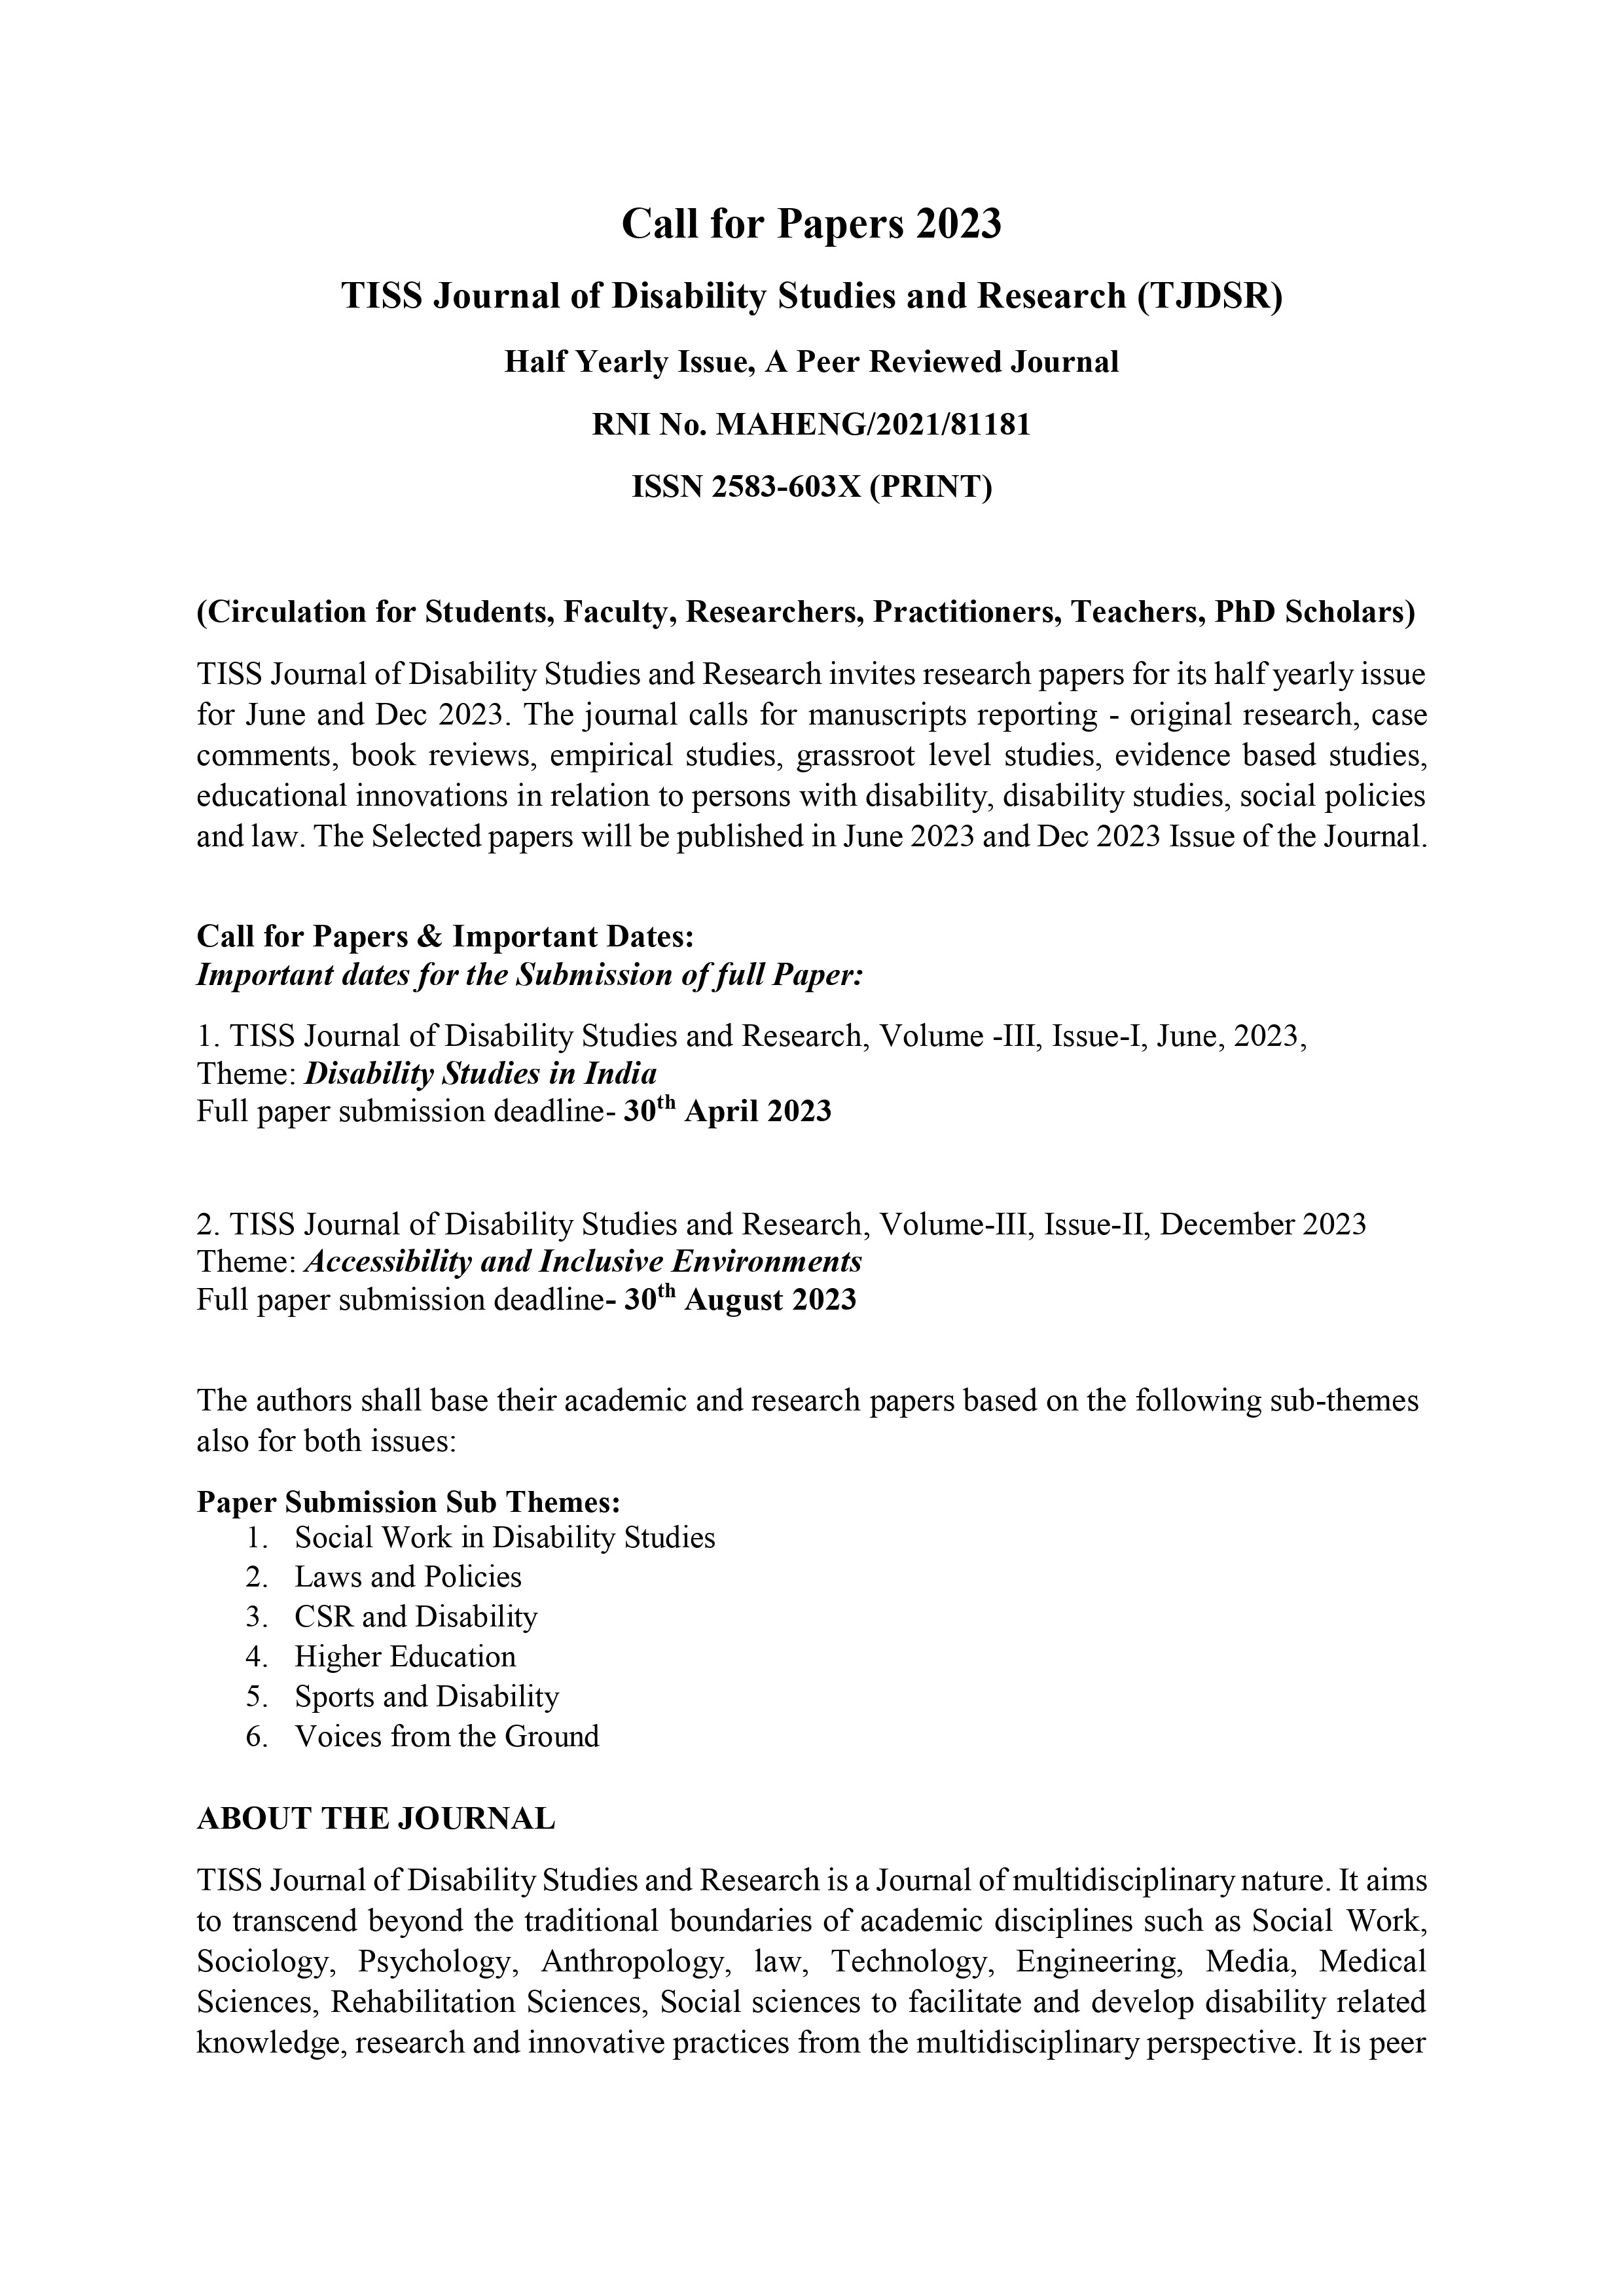 Call for Papers 2023
TISS Journal of Disability Studies and Research (TJDSR)
Half Yearly Issue, A Peer Reviewed Journal
RNI No. MAHENG/2021/81181
ISSN 2583-603X (PRINT)
(Circulation for Students, Faculty, Researchers, Practitioners, Teachers, PhD Scholars)
TISS Journal of Disability Studies and Research invites research papers for its half yearly issue
for June and Dec 2023. The journal calls for manuscripts reporting - original research, case
comments, book reviews, empirical studies, grassroot level studies, evidence based studies,
educational innovations in relation to persons with disability, disability studies, social policies
and law. The Selected papers will be published in June 2023 and Dec 2023 Issue of the Journal.
Call for Papers & Important Dates:
Important dates for the Submission of full Paper:
1. TISS Journal of Disability Studies and Research, Volume -III, Issue-I, June, 2023,
Theme: Disability Studies in India
Full paper submission deadline- 30th April 2023
2. TISS Journal of Disability Studies and Research, Volume-III, Issue-II, December 2023
Theme: Accessibility and Inclusive Environments
Full paper submission deadline- 30th August 2023
The authors shall base their academic and research papers based on the following sub-themes
also for both issues:
Paper Submission Sub Themes:
1. Social Work in Disability Studies
2. Laws and Policies
3. CSR and Disability
4. Higher Education
5. Sports and Disability
6. Voices from the Ground
ABOUT THE JOURNAL
TISS Journal of Disability Studies and Research is a Journal of multidisciplinary nature. It aims
to transcend beyond the traditional boundaries of academic disciplines such as Social Work,
Sociology, Psychology, Anthropology, law, Technology, Engineering, Media, Medical
Sciences, Rehabilitation Sciences, Social sciences to facilitate and develop disability related
knowledge, research and innovative practices from the multidisciplinary perspective. It is peer